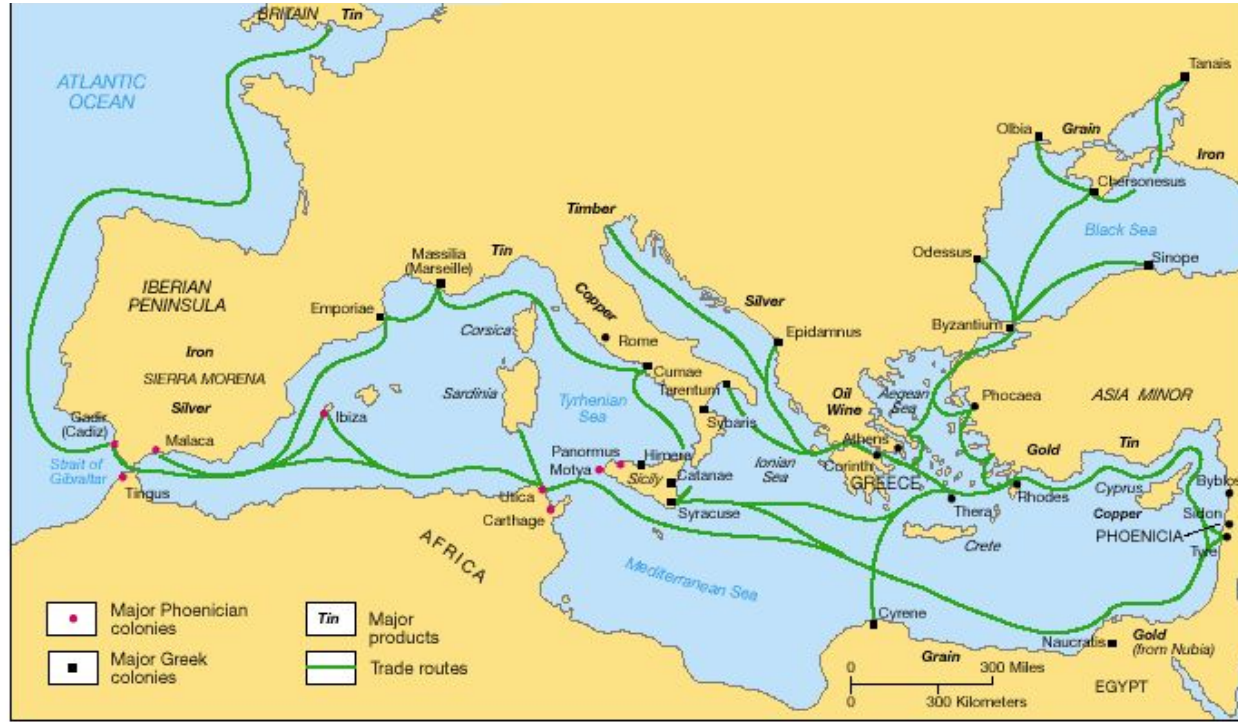 BRITAIN
Tin
ATLANTIC
OCEAN
Tanais
Olbia
Grain
Iron
Chersonesus
Timber
Black Sea
Massilia
(Marseille)
Tin
Odessus
Sinope
IBERIAN
PENINSULA
Emporiae
Copper
Silver
Corsica
Rome
Epidamnus
Byzantium
Iron
SIERRA MORENA
Cumae
Tarentum
Oil
Wine
Aegean
Sea
Phocaea
ASIA MINOR
Sardinia
Silver
Tyrrhenian
Sea
Gadir
(Cadiz)
Malaca
Ibiza
Sybaris
Athens
Strait of
Gibraltar
Panormus
Himera
Motya
Sicily
Catanae
Ionian
Sea
Corinth
GREECE
Gold
Tin
Tingus
Utica
Syracuse
Thera
Rhodes
Cyprus
Byblos
Carthage
Copper
Sidon
PHOENICIA
Tyre
AFRICA
Crete
Mediterranean Sea
Cyrene
Naucratis
Gold
(from Nubia)
Grain
EGYPT
Major Phoenician
colonies
Tin
Major
products
Major Greek
colonies
Trade routes
0
300 Miles
0
300 Kilometers